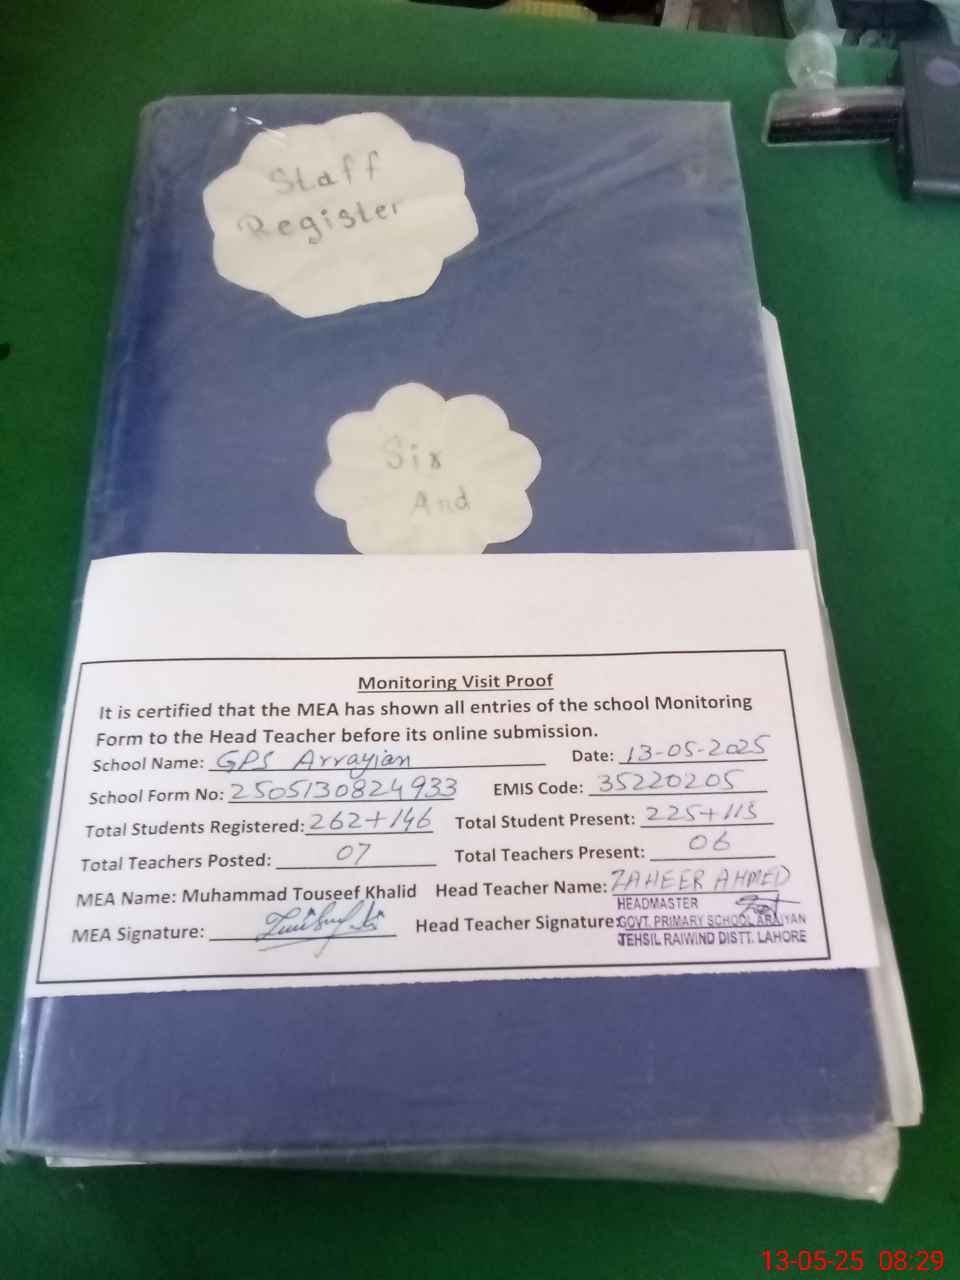 Staff
Register
Six
And
Monitoring Visit Proof
It is certified that the MEA has shown all entries of the school Monitoring
Form to the Head Teacher before its online submission.
School Name: GPS Arrayian Date: 13-05-2025
School Form No: 2505130824933 EMIS Code: 35220205
Total Students Registered: 262+146 Total Student Present: 225+113
Total Teachers Posted: 07 Total Teachers Present: 06
MEA Name: Muhammad Touseef Khalid Head Teacher Name: ZAHEER AHMED
MEA Signature: Head Teacher Signature:
HEADMASTER
GOVT. PRIMARY SCHOOL ARAIYAN
TEHSIL RAIWIND DISTT. LAHORE
13-05-25 08:29